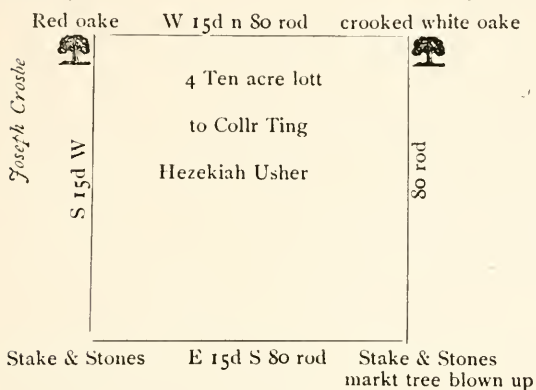 Red oake W 15d n 80 rod crooked white oake
Joseph Crosbe
4 Ten acre lott
to Collr Ting
Hezekiah Usher
S 15d W
80 rod
Stake & Stones E 15d S 80 rod Stake & Stones
markt tree blown up